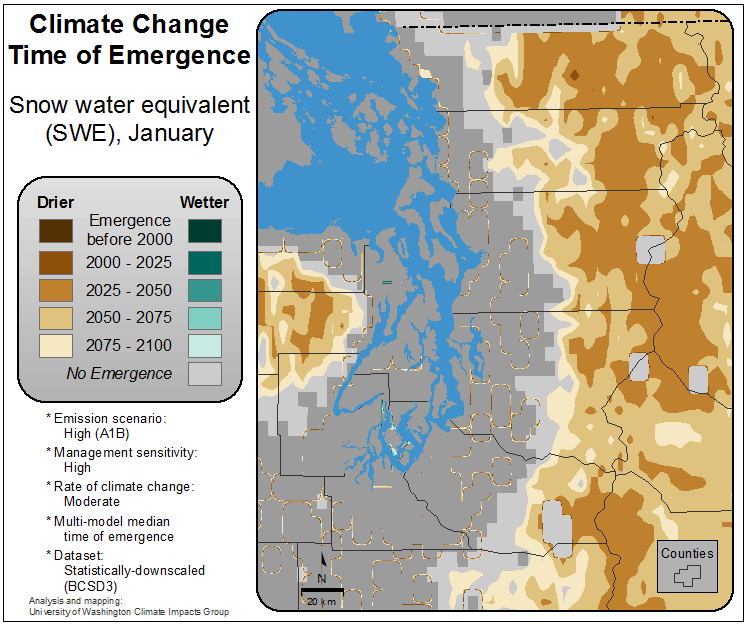 Climate Change
Time of Emergence
Snow water equivalent
(SWE), January
Drier
Wetter
Emergence
before 2000
2000 - 2025
2025 - 2050
2050 - 2075
2075 - 2100
No Emergence
* Emission scenario:
High (A1B)
* Management sensitivity:
High
* Rate of climate change:
Moderate
* Multi-model median
time of emergence
* Dataset:
Statistically-downscaled
(BCSD3)
Analysis and mapping:
University of Washington Climate Impacts Group
N
20 km
Counties